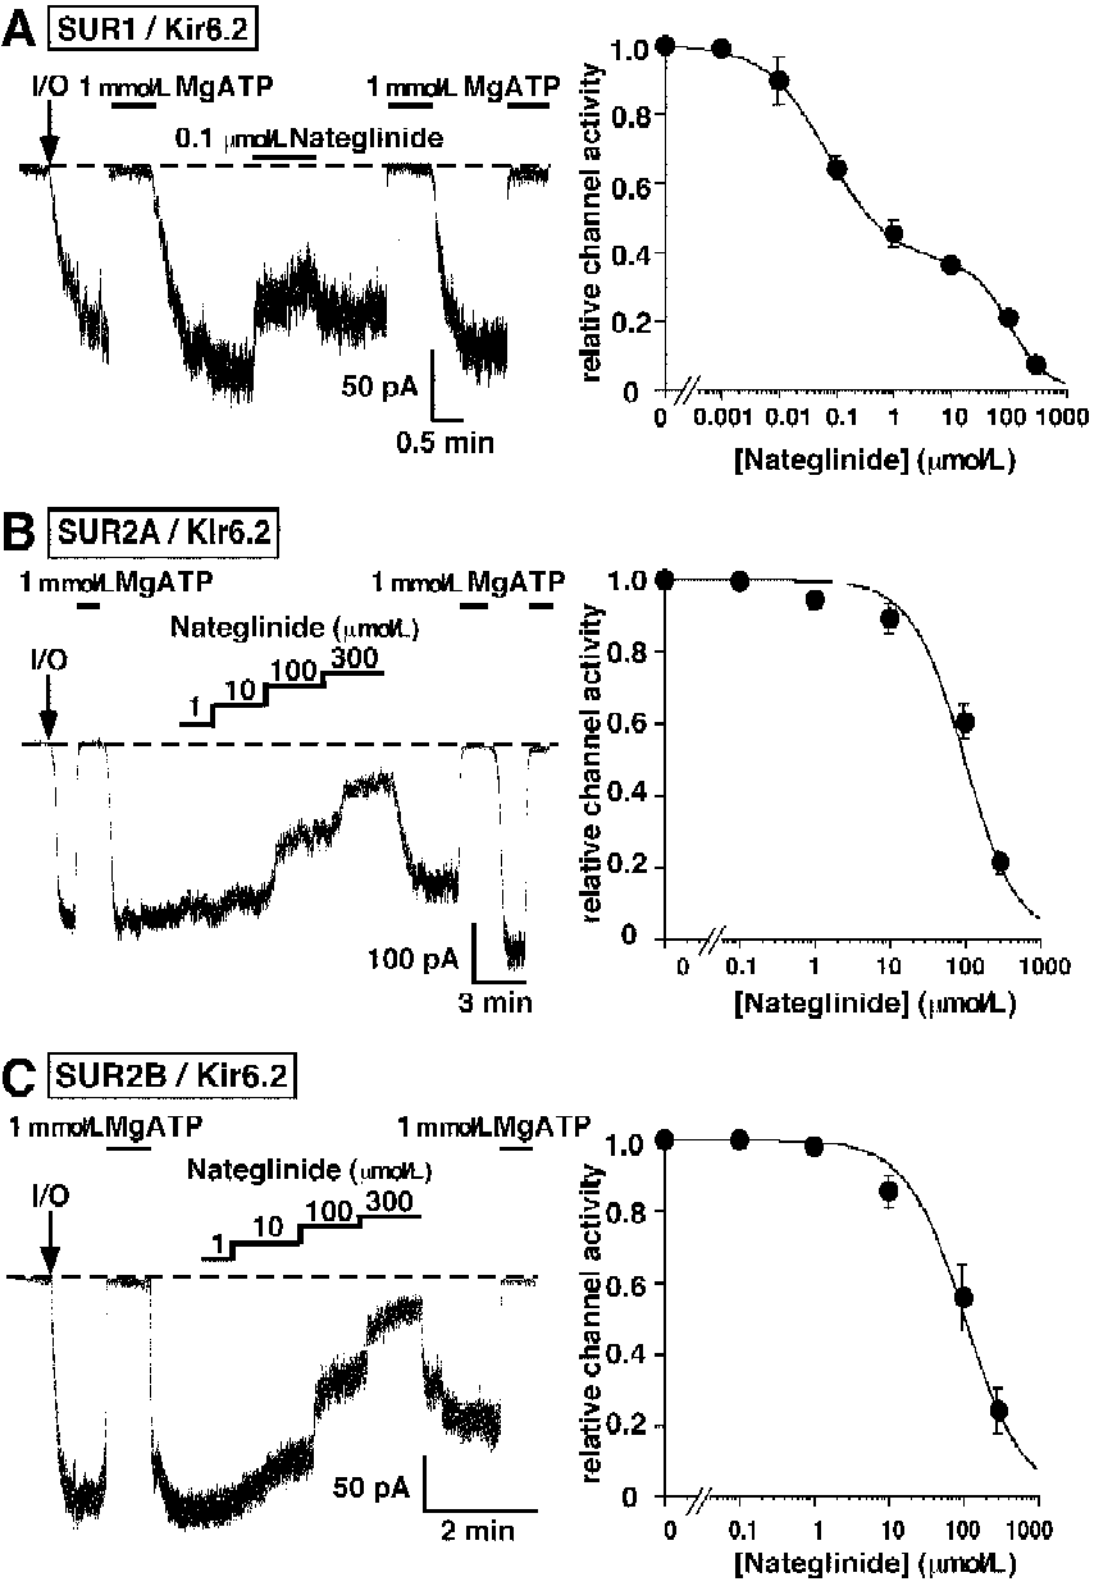 A SUR1 / Kir6.2
I/O 1 mmol/L MgATP 1 mmol/L MgATP
0.1 μmol/L Nateglinide
50 pA
0.5 min
relative channel activity
1.0
0.8
0.6
0.4
0.2
0
0 0.001 0.01 0.1 1 10 100 1000
[Nateglinide] (μmol/L)
B SUR2A / Kir6.2
1 mmol/L MgATP 1 mmol/L MgATP
Nateglinide (μmol/L)
I/O
1 10 100 300
100 pA
3 min
relative channel activity
1.0
0.8
0.6
0.4
0.2
0
0 0.1 1 10 100 1000
[Nateglinide] (μmol/L)
C SUR2B / Kir6.2
1 mmol/L MgATP 1 mmol/L MgATP
Nateglinide (μmol/L)
I/O
1 10 100 300
50 pA
2 min
relative channel activity
1.0
0.8
0.6
0.4
0.2
0
0 0.1 1 10 100 1000
[Nateglinide] (μmol/L)